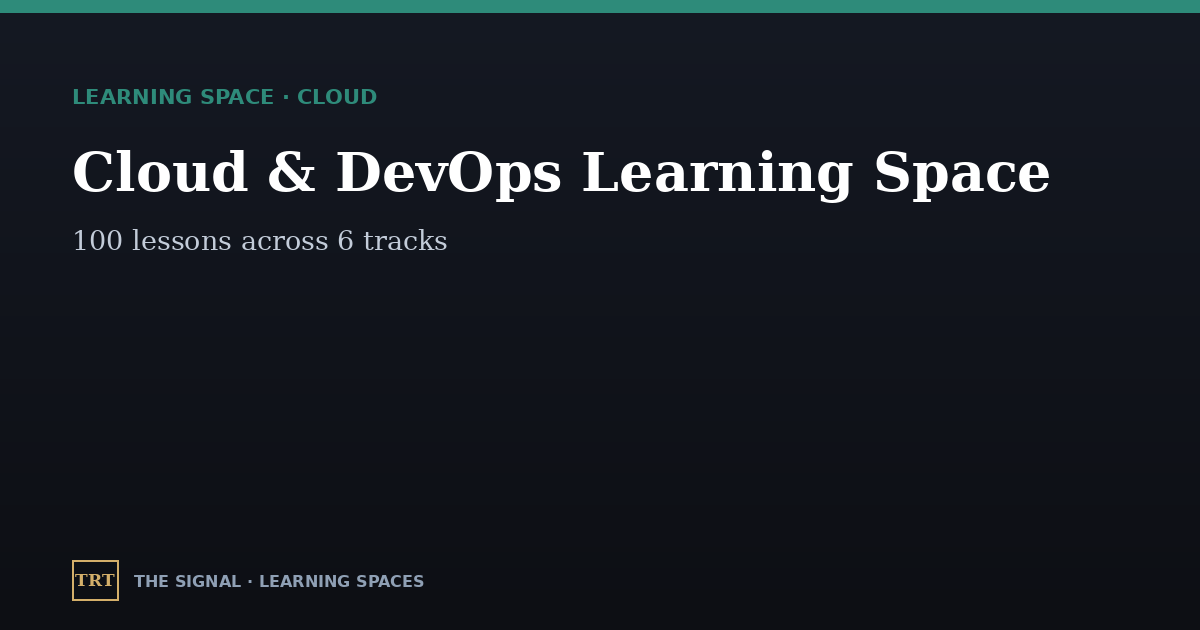 LEARNING SPACE · CLOUD
Cloud & DevOps Learning Space
100 lessons across 6 tracks
TRT
THE SIGNAL · LEARNING SPACES